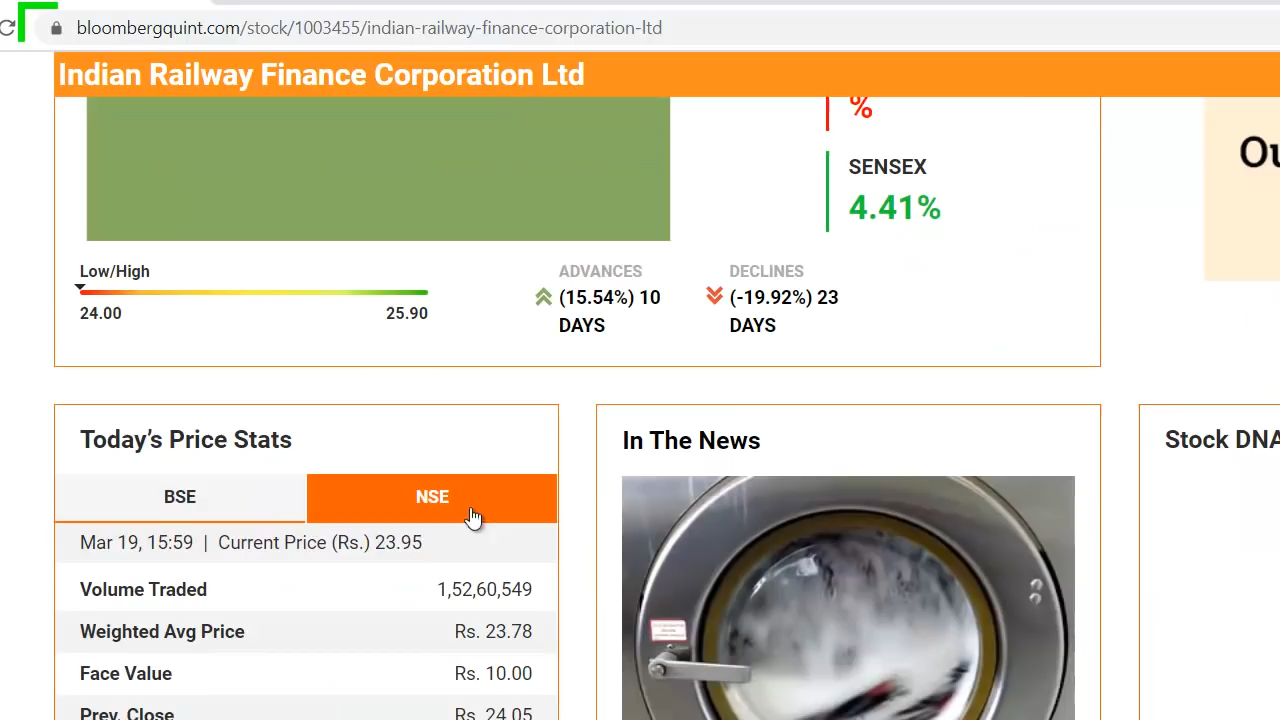 bloombergquint.com/stock/1003455/indian-railway-finance-corporation-ltd
Indian Railway Finance Corporation Ltd
%
SENSEX
4.41%
Low/High
24.00 25.90
ADVANCES
(15.54%) 10
DAYS
DECLINES
(-19.92%) 23
DAYS
Today’s Price Stats
BSE NSE
Mar 19, 15:59 | Current Price (Rs.) 23.95
Volume Traded 1,52,60,549
Weighted Avg Price Rs. 23.78
Face Value Rs. 10.00
Prev. Close Rs. 24.05
In The News
Stock DNA